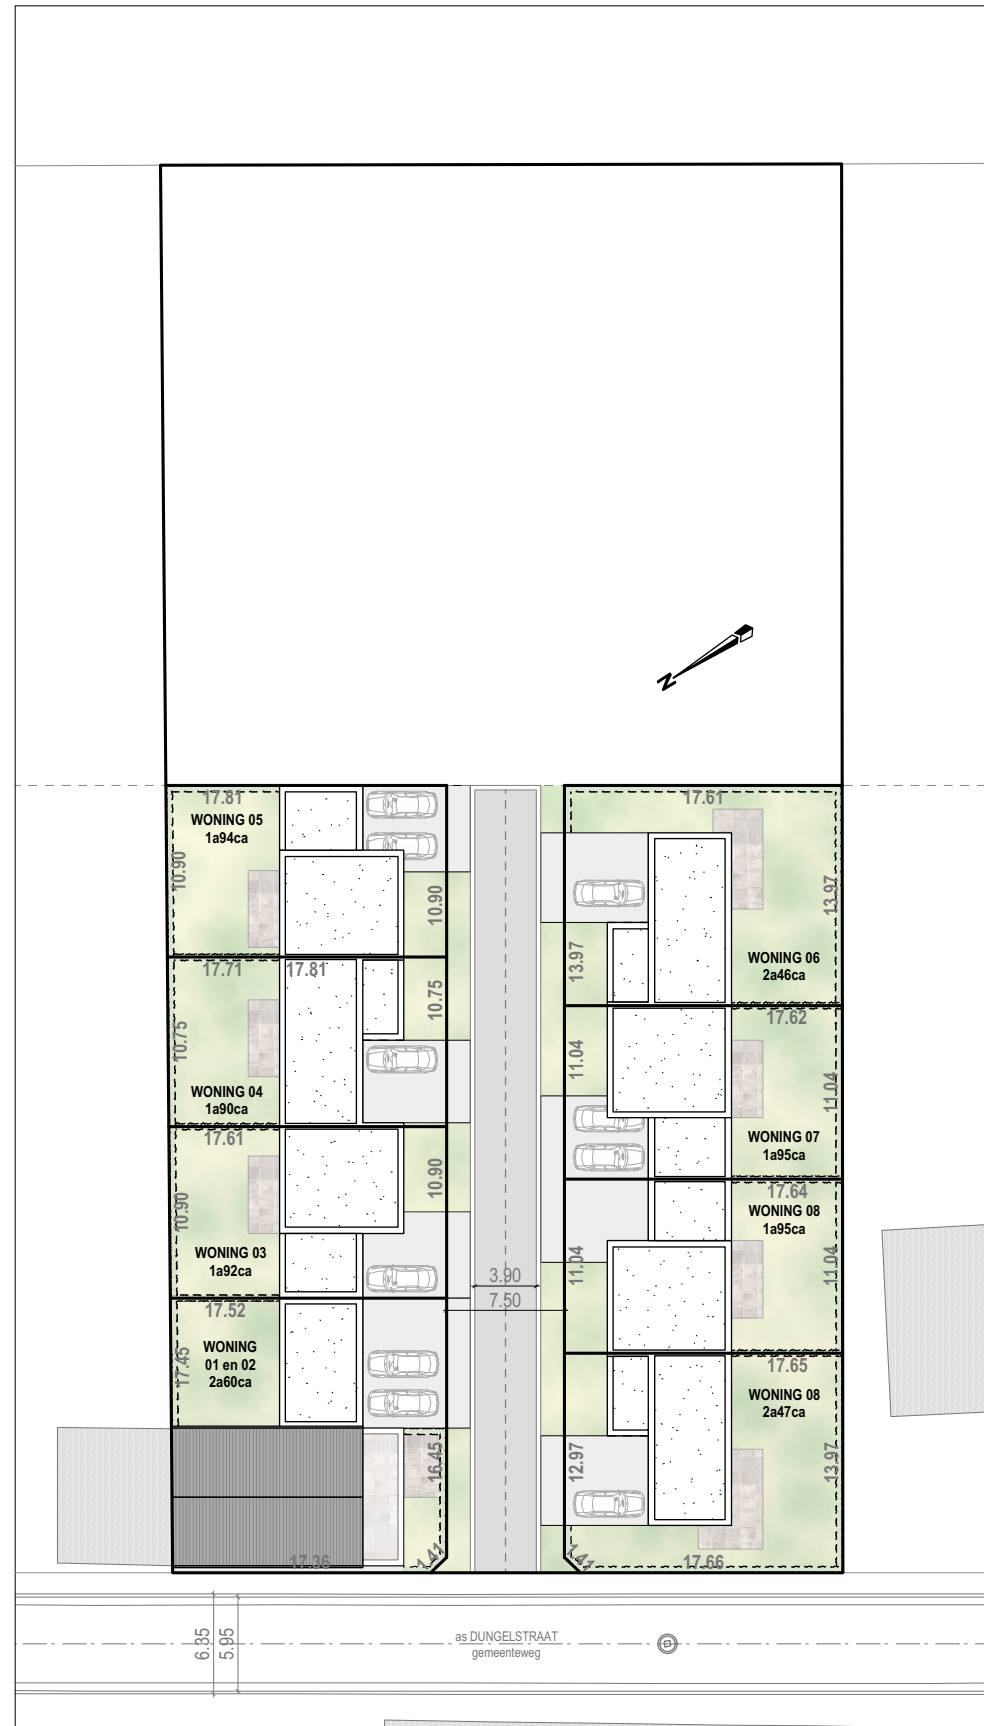 N
17.81
WONING 05
1a94ca
10.90
10.90
17.61
13.97
13.97
WONING 06
2a46ca
17.71
17.81
10.75
10.75
WONING 04
1a90ca
17.62
11.04
11.04
WONING 07
1a95ca
17.61
10.90
10.90
WONING 03
1a92ca
17.64
WONING 08
1a95ca
11.04
11.04
3.90
7.50
17.52
WONING
01 en 02
2a60ca
17.45
16.45
17.36
1.41
17.65
WONING 08
2a47ca
12.97
13.97
1.41
17.66
6.35
5.95
as DUNGELSTRAAT
gemeenteweg